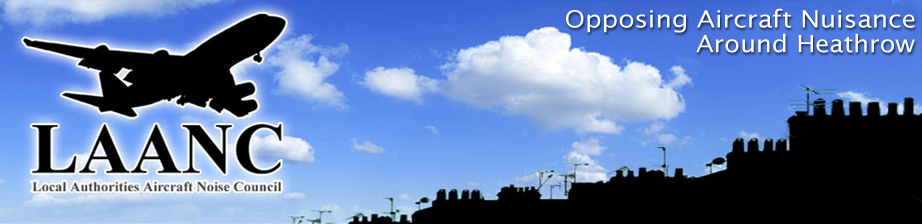 Opposing Aircraft Nuisance
Around Heathrow
LAANC
Local Authorities Aircraft Noise Council